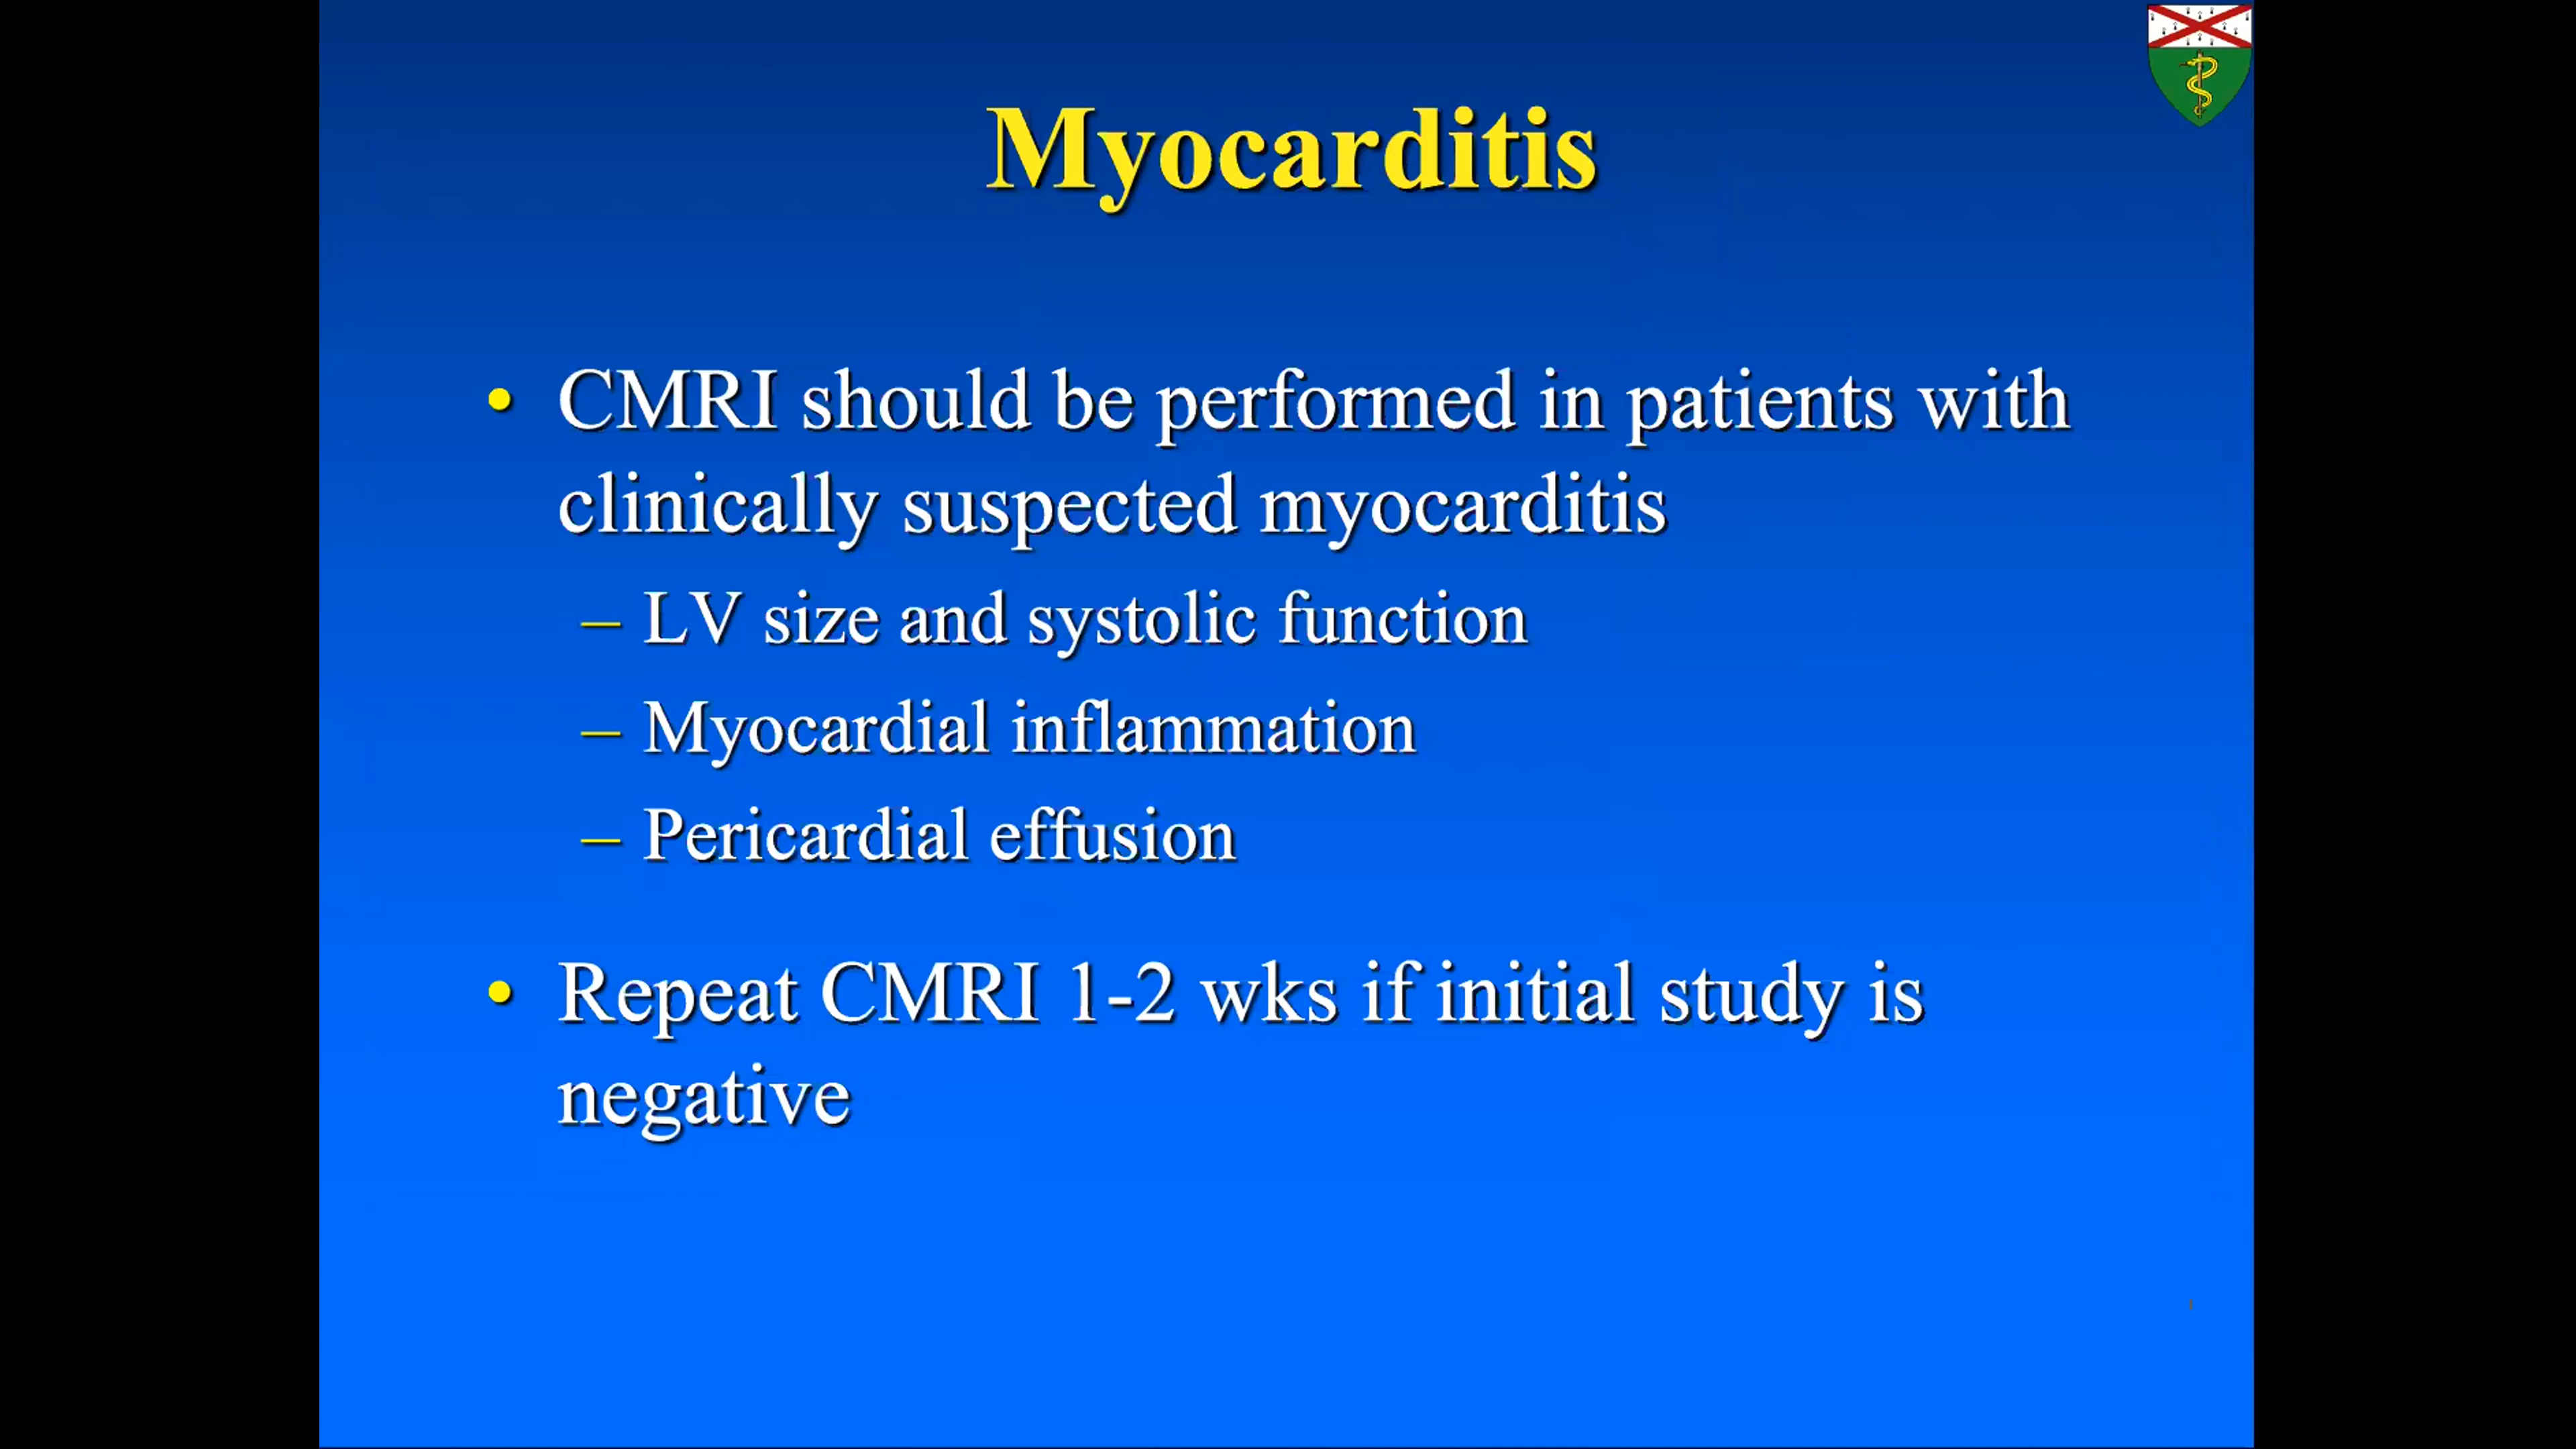 Myocarditis
• CMRI should be performed in patients with
clinically suspected myocarditis
– LV size and systolic function
– Myocardial inflammation
– Pericardial effusion
• Repeat CMRI 1-2 wks if initial study is
negative